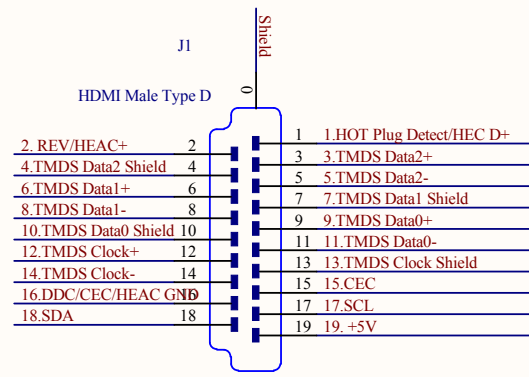 Shield
J1
0
HDMI Male Type D
1 1.HOT Plug Detect/HEC D+
2. REV/HEAC+ 2
3 3.TMDS Data2+
4.TMDS Data2 Shield 4
5 5.TMDS Data2-
6.TMDS Data1+ 6
7 7.TMDS Data1 Shield
8.TMDS Data1- 8
9 9.TMDS Data0+
10.TMDS Data0 Shield 10
11 11.TMDS Data0-
12.TMDS Clock+ 12
13 13.TMDS Clock Shield
14.TMDS Clock- 14
15 15.CEC
16.DDC/CEC/HEAC GND 16
17 17.SCL
18.SDA 18
19 19. +5V